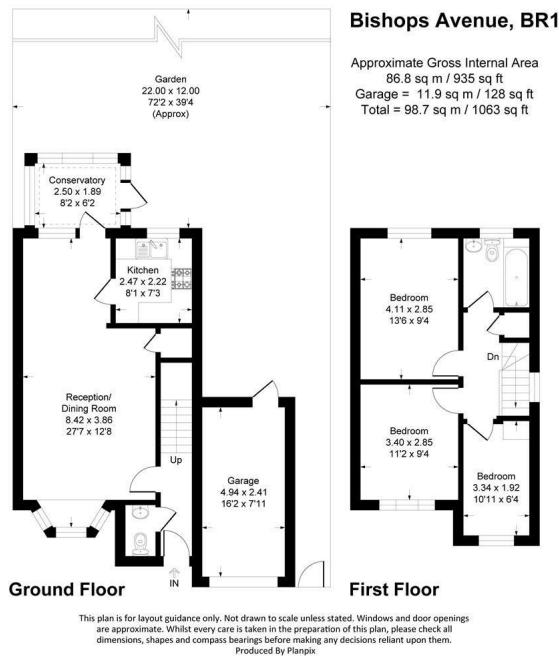 Bishops Avenue, BR1
Approximate Gross Internal Area
86.8 sq m / 935 sq ft
Garage = 11.9 sq m / 128 sq ft
Total = 98.7 sq m / 1063 sq ft
Garden
22.00 x 12.00
72'2 x 39'4
(Approx)
Conservatory
2.50 x 1.89
8'2 x 6'2
Kitchen
2.47 x 2.22
8'1 x 7'3
Reception/
Dining Room
8.42 x 3.86
27'7 x 12'8
Up
Garage
4.94 x 2.41
16'2 x 7'11
IN
Ground Floor
Bedroom
4.11 x 2.85
13'6 x 9'4
Dn
Bedroom
3.40 x 2.85
11'2 x 9'4
Bedroom
3.34 x 1.92
10'11 x 6'4
First Floor
This plan is for layout guidance only. Not drawn to scale unless stated. Windows and door openings
are approximate. Whilst every care is taken in the preparation of this plan, please check all
dimensions, shapes and compass bearings before making any decisions reliant upon them.
Produced By Planpix